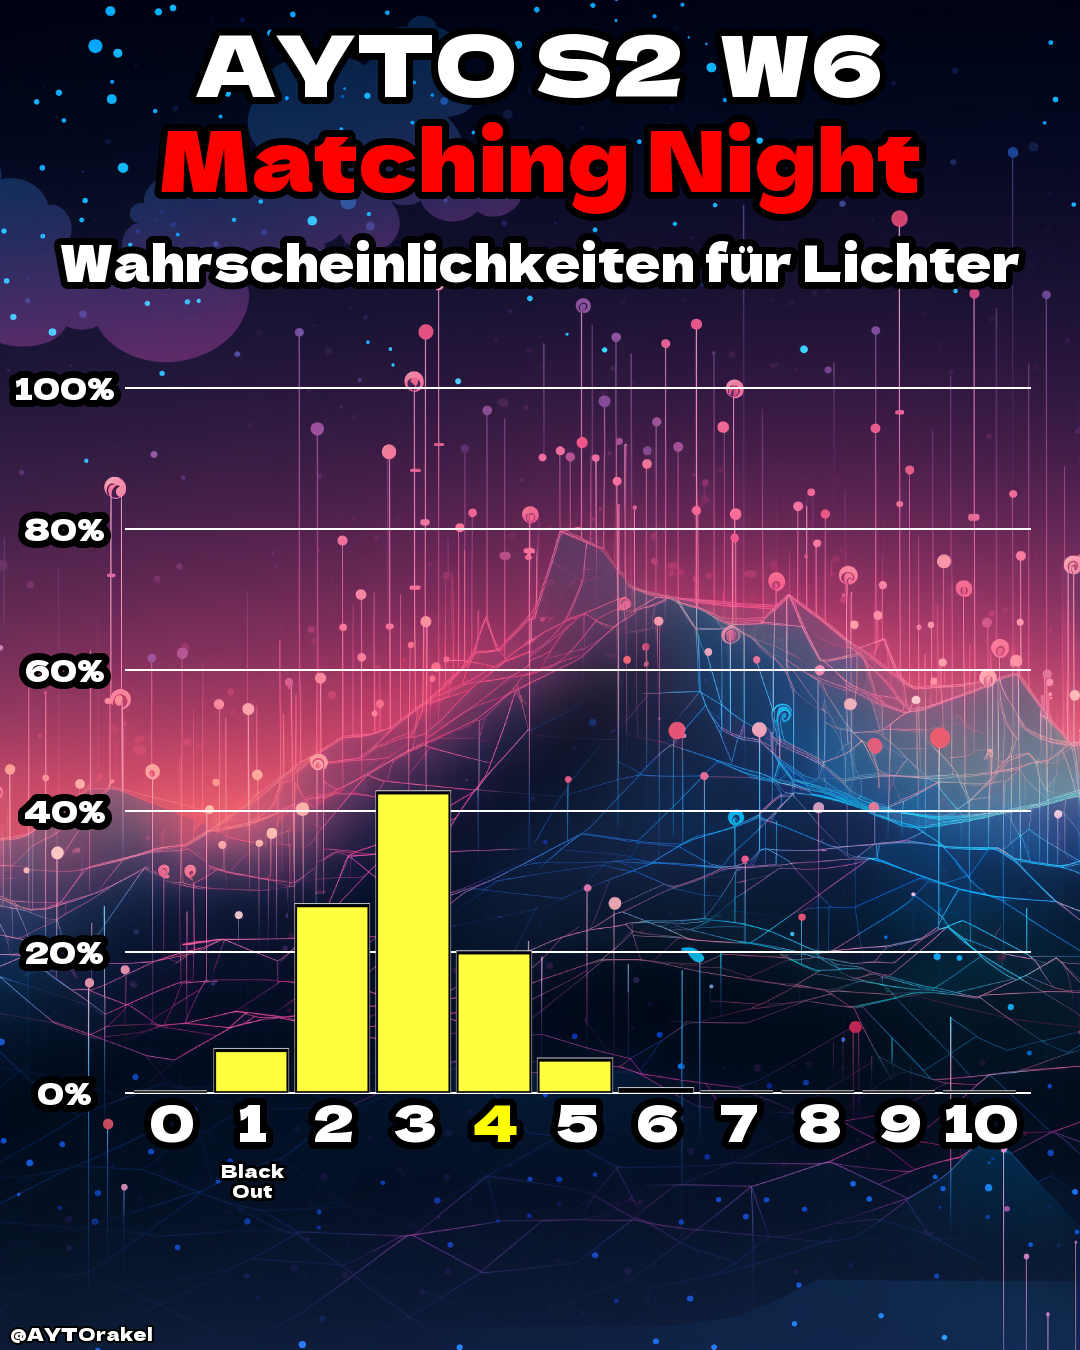 AYTO S2 W6
Matching Night
Wahrscheinlichkeiten für Lichter
100%
80%
60%
40%
20%
0%
0 1 2 3 4 5 6 7 8 9 10
Black
Out
@AYTOrakel